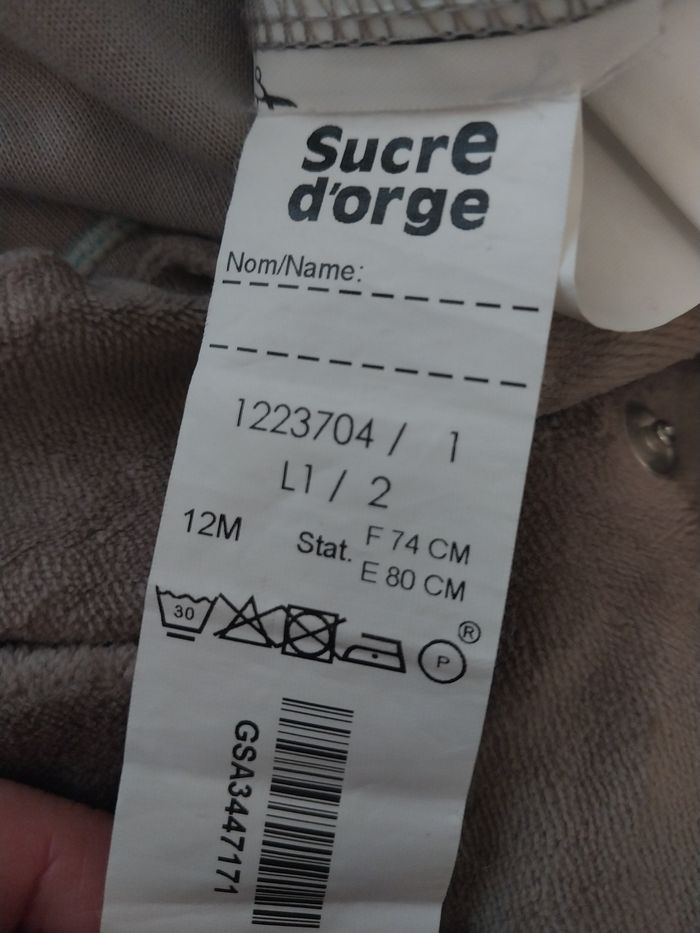 Sucre
d'orge
Nom/Name:
1223704 / 1
L1 / 2
12M Stat. F 74 CM
E 80 CM
30 P ®
GSA3447171